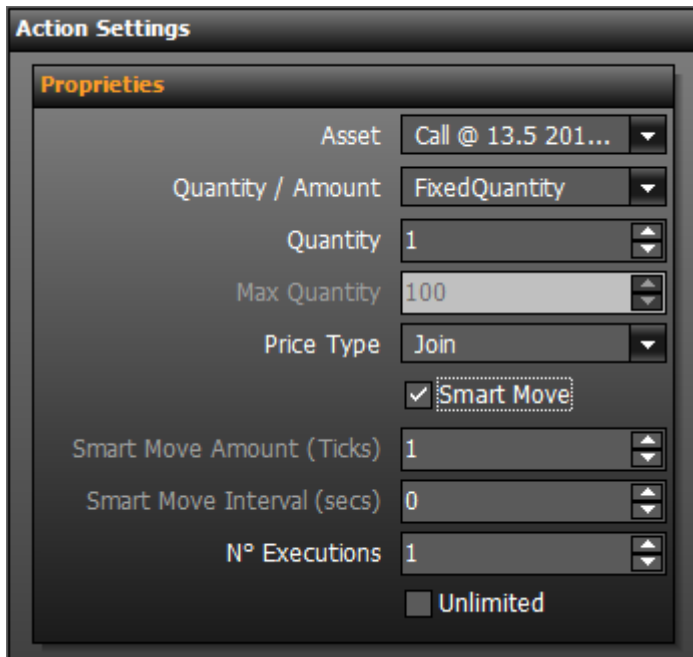 Action Settings
Proprieties
Asset Call @ 13.5 201...
Quantity / Amount FixedQuantity
Quantity 1
Max Quantity 100
Price Type Join
Smart Move
Smart Move Amount (Ticks) 1
Smart Move Interval (secs) 0
N° Executions 1
Unlimited